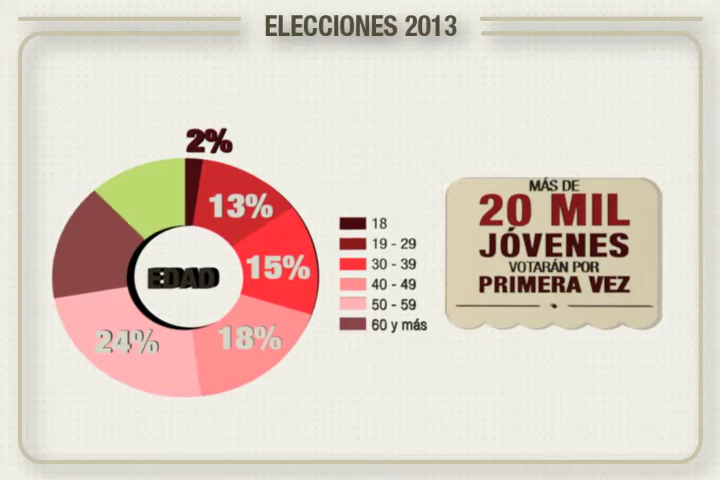 ELECCIONES 2013
2%
13%
15%
18%
24%
EDAD
18
19 - 29
30 - 39
40 - 49
50 - 59
60 y más
MÁS DE
20 MIL
JÓVENES
VOTARÁN POR
PRIMERA VEZ